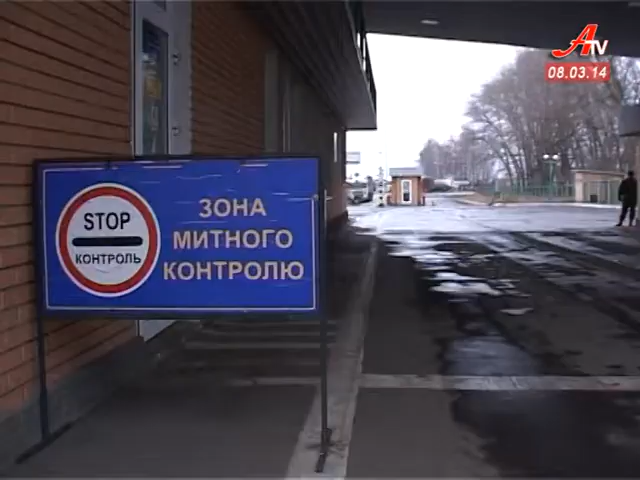 ATV
08.03.14
STOP
КОНТРОЛЬ
ЗОНА
МИТНОГО
КОНТРОЛЮ